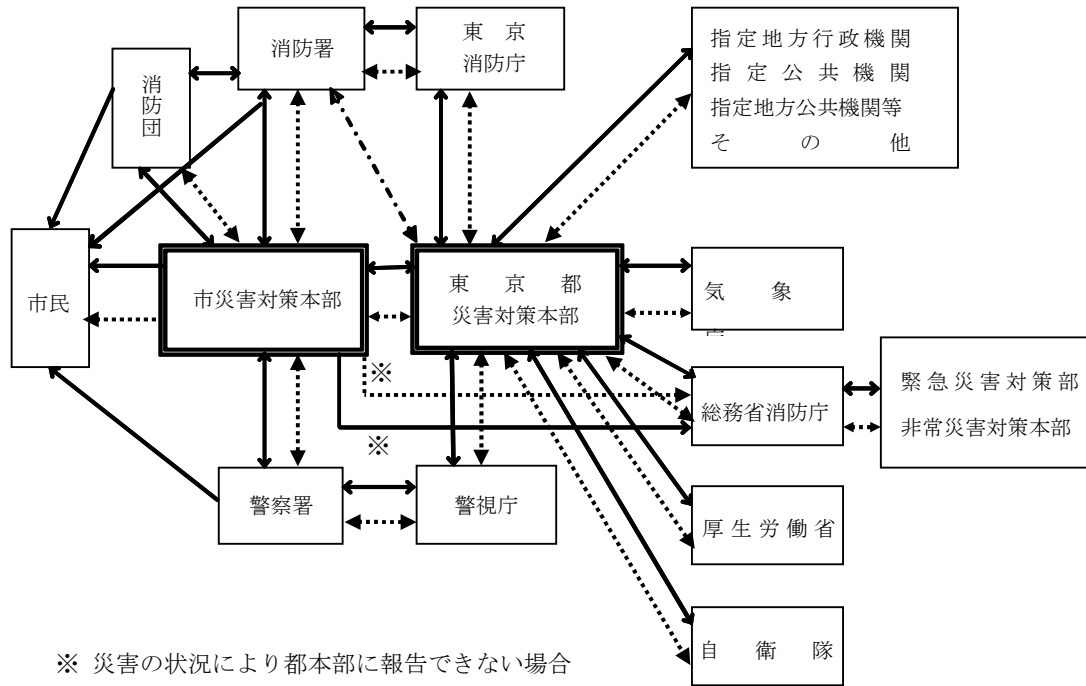 消防署
東　京
消防庁
指定地方行政機関
指 定 公 共 機 関
指定地方公共機関等
そ　の　他
消防団
市民
市災害対策本部
東　京　都
災害対策本部
気　　象
総務省消防庁
緊急災害対策部
非常災害対策本部
※
※
警察署
警視庁
厚生労働省
自　衛　隊
※ 災害の状況により都本部に報告できない場合